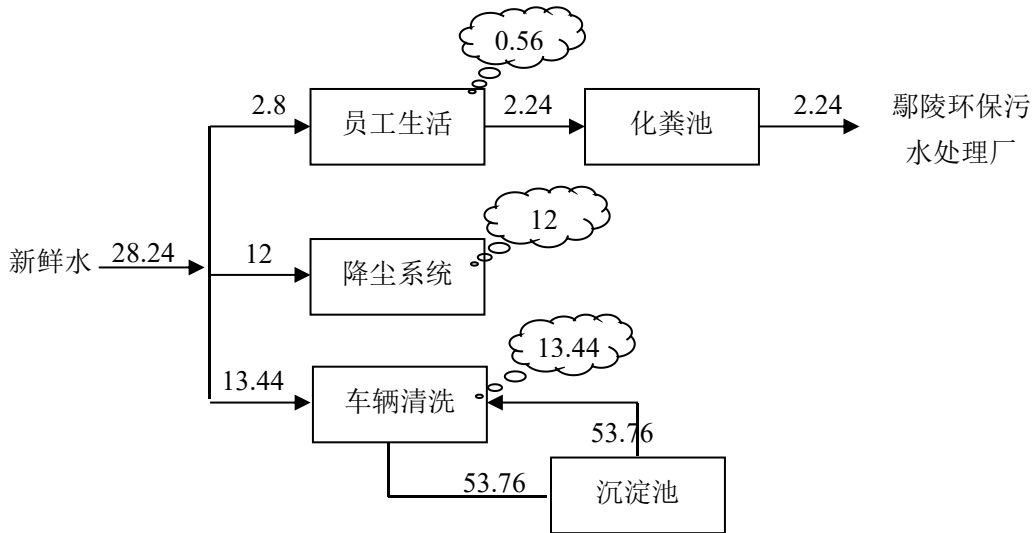 0.56
2.8
员工生活
2.24
化粪池
2.24
鄢陵环保污
水处理厂
12
新鲜水
28.24
12
降尘系统
13.44
13.44
车辆清洗
53.76
53.76
沉淀池